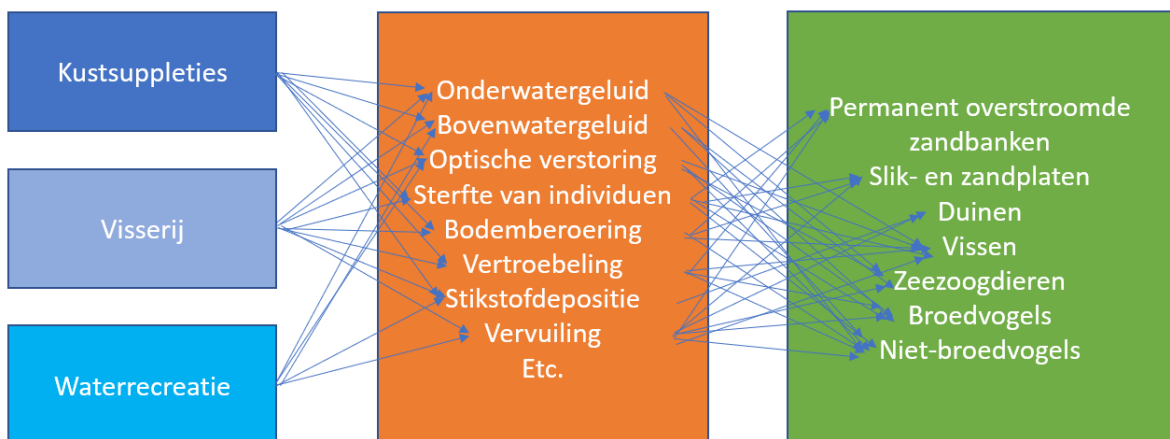 Kustsuppleties
Visserij
Waterrecreatie
Onderwatergeluid
Bovenwatergeluid
Optische verstoring
Sterfte van individuen
Bodemberoering
Vertroebeling
Stikstofdepositie
Vervuiling
Etc.
Permanent overstroomde
zandbanken
Slik- en zandplaten
Duinen
Vissen
Zeezoogdieren
Broedvogels
Niet-broedvogels